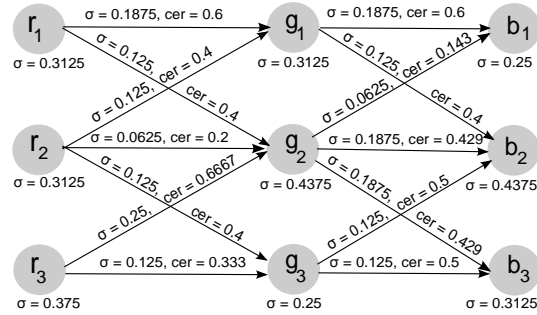 r1 σ = 0.1875, cer = 0.6 g1 σ = 0.1875, cer = 0.6 b1
σ = 0.3125 σ = 0.3125 σ = 0.25
σ = 0.125, cer = 0.4
σ = 0.125, cer = 0.4
σ = 0.125, cer = 0.4
σ = 0.0625, cer = 0.143
r2 σ = 0.0625, cer = 0.2 g2 σ = 0.1875, cer = 0.429 b2
σ = 0.3125 σ = 0.4375 σ = 0.4375
σ = 0.125, cer = 0.4
σ = 0.25, cer = 0.6667
σ = 0.1875, cer = 0.429
σ = 0.125, cer = 0.5
r3 σ = 0.125, cer = 0.333 g3 σ = 0.125, cer = 0.5 b3
σ = 0.375 σ = 0.25 σ = 0.3125